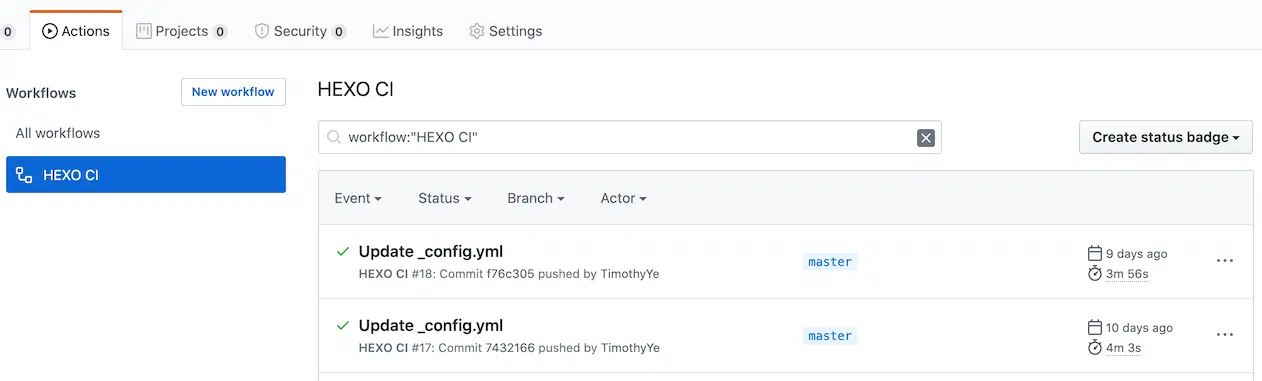 0 Actions Projects 0 Security 0 Insights Settings
Workflows New workflow
All workflows
HEXO CI
HEXO CI
workflow:"HEXO CI"
Create status badge
Event Status Branch Actor
Update _config.yml
HEXO CI #18: Commit f76c305 pushed by TimothyYe
master
9 days ago
3m 56s
Update _config.yml
HEXO CI #17: Commit 7432166 pushed by TimothyYe
master
10 days ago
4m 3s